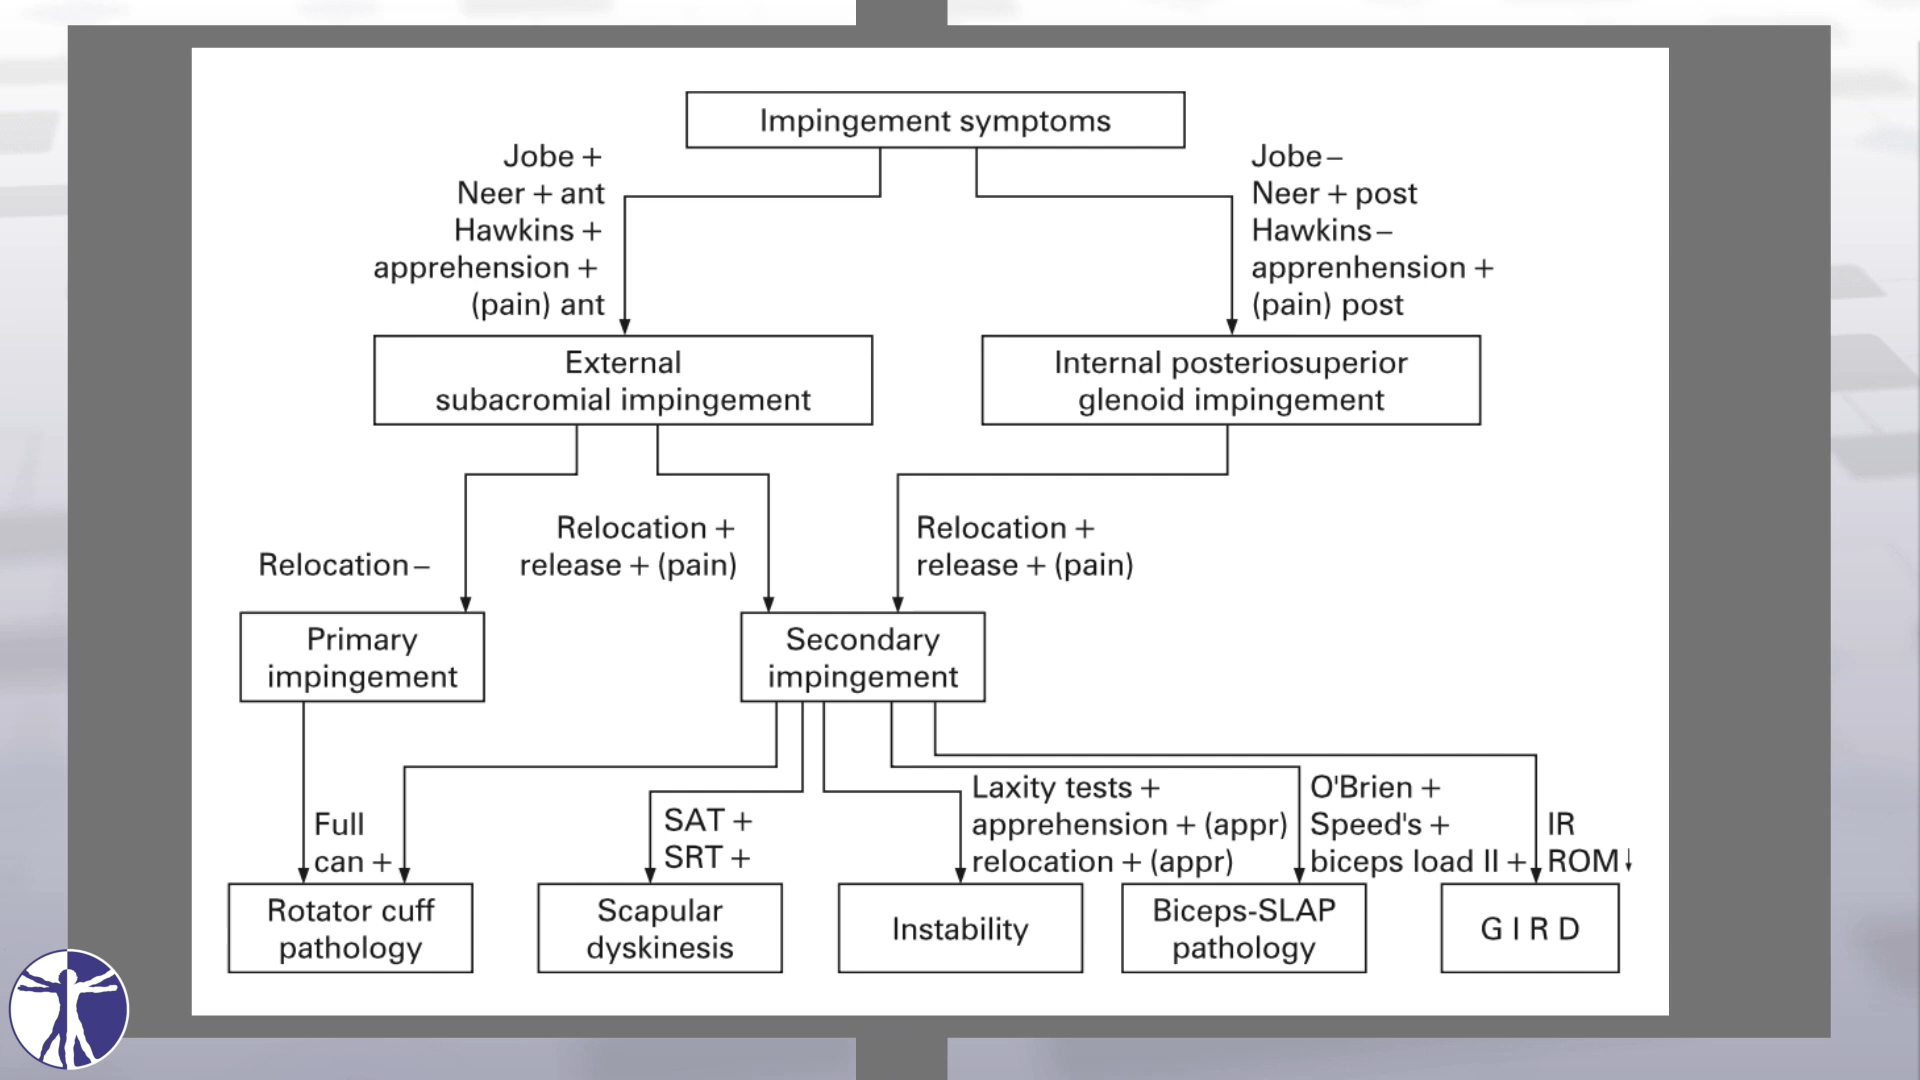 Impingement symptoms
Jobe +
Neer + ant
Hawkins +
apprehension +
(pain) ant
Jobe –
Neer + post
Hawkins –
apprenhension +
(pain) post
External
subacromial impingement
Internal posteriosuperior
glenoid impingement
Relocation –
Relocation +
release + (pain)
Relocation +
release + (pain)
Primary
impingement
Secondary
impingement
Full
can +
SAT +
SRT +
Laxity tests +
apprehension + (appr)
relocation + (appr)
O'Brien +
Speed's +
biceps load II +
IR
ROM↓
Rotator cuff
pathology
Scapular
dyskinesis
Instability
Biceps-SLAP
pathology
G I R D